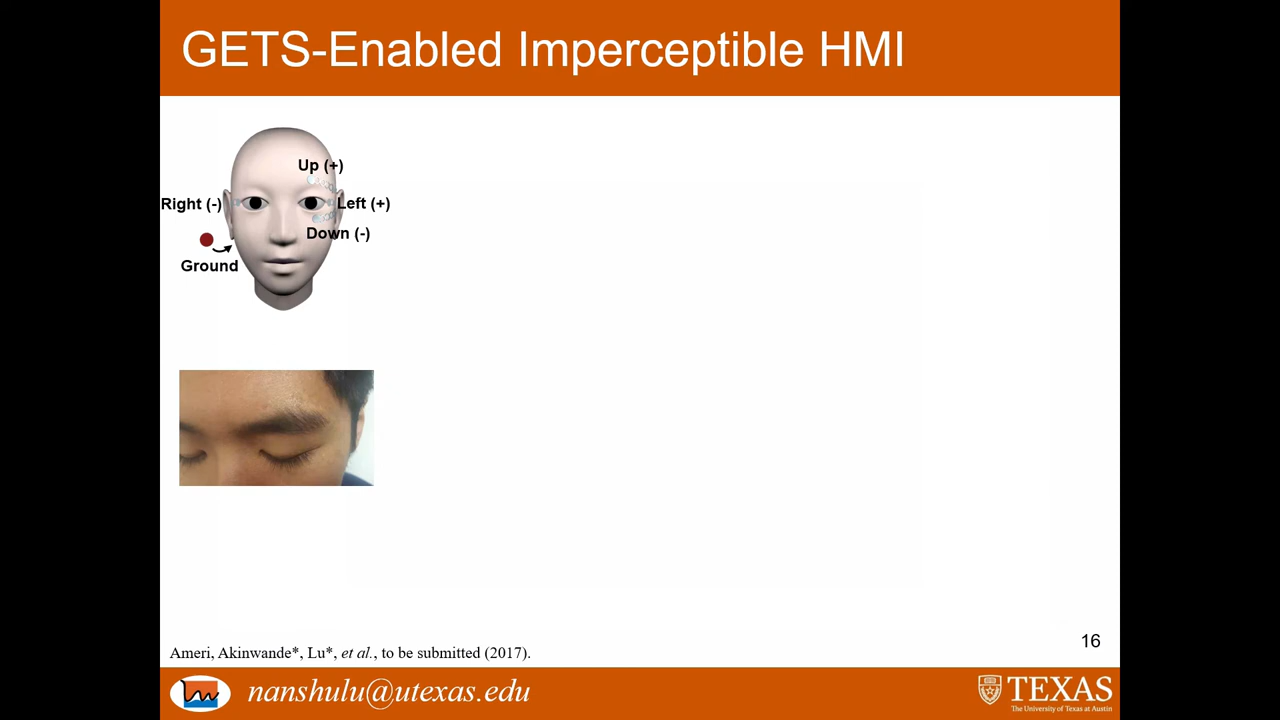 GETS-Enabled Imperceptible HMI
Up (+)
Right (-)
Left (+)
Down (-)
Ground
16
Ameri, Akinwande*, Lu*, et al., to be submitted (2017).
nanshulu@utexas.edu
TEXAS
The University of Texas at Austin